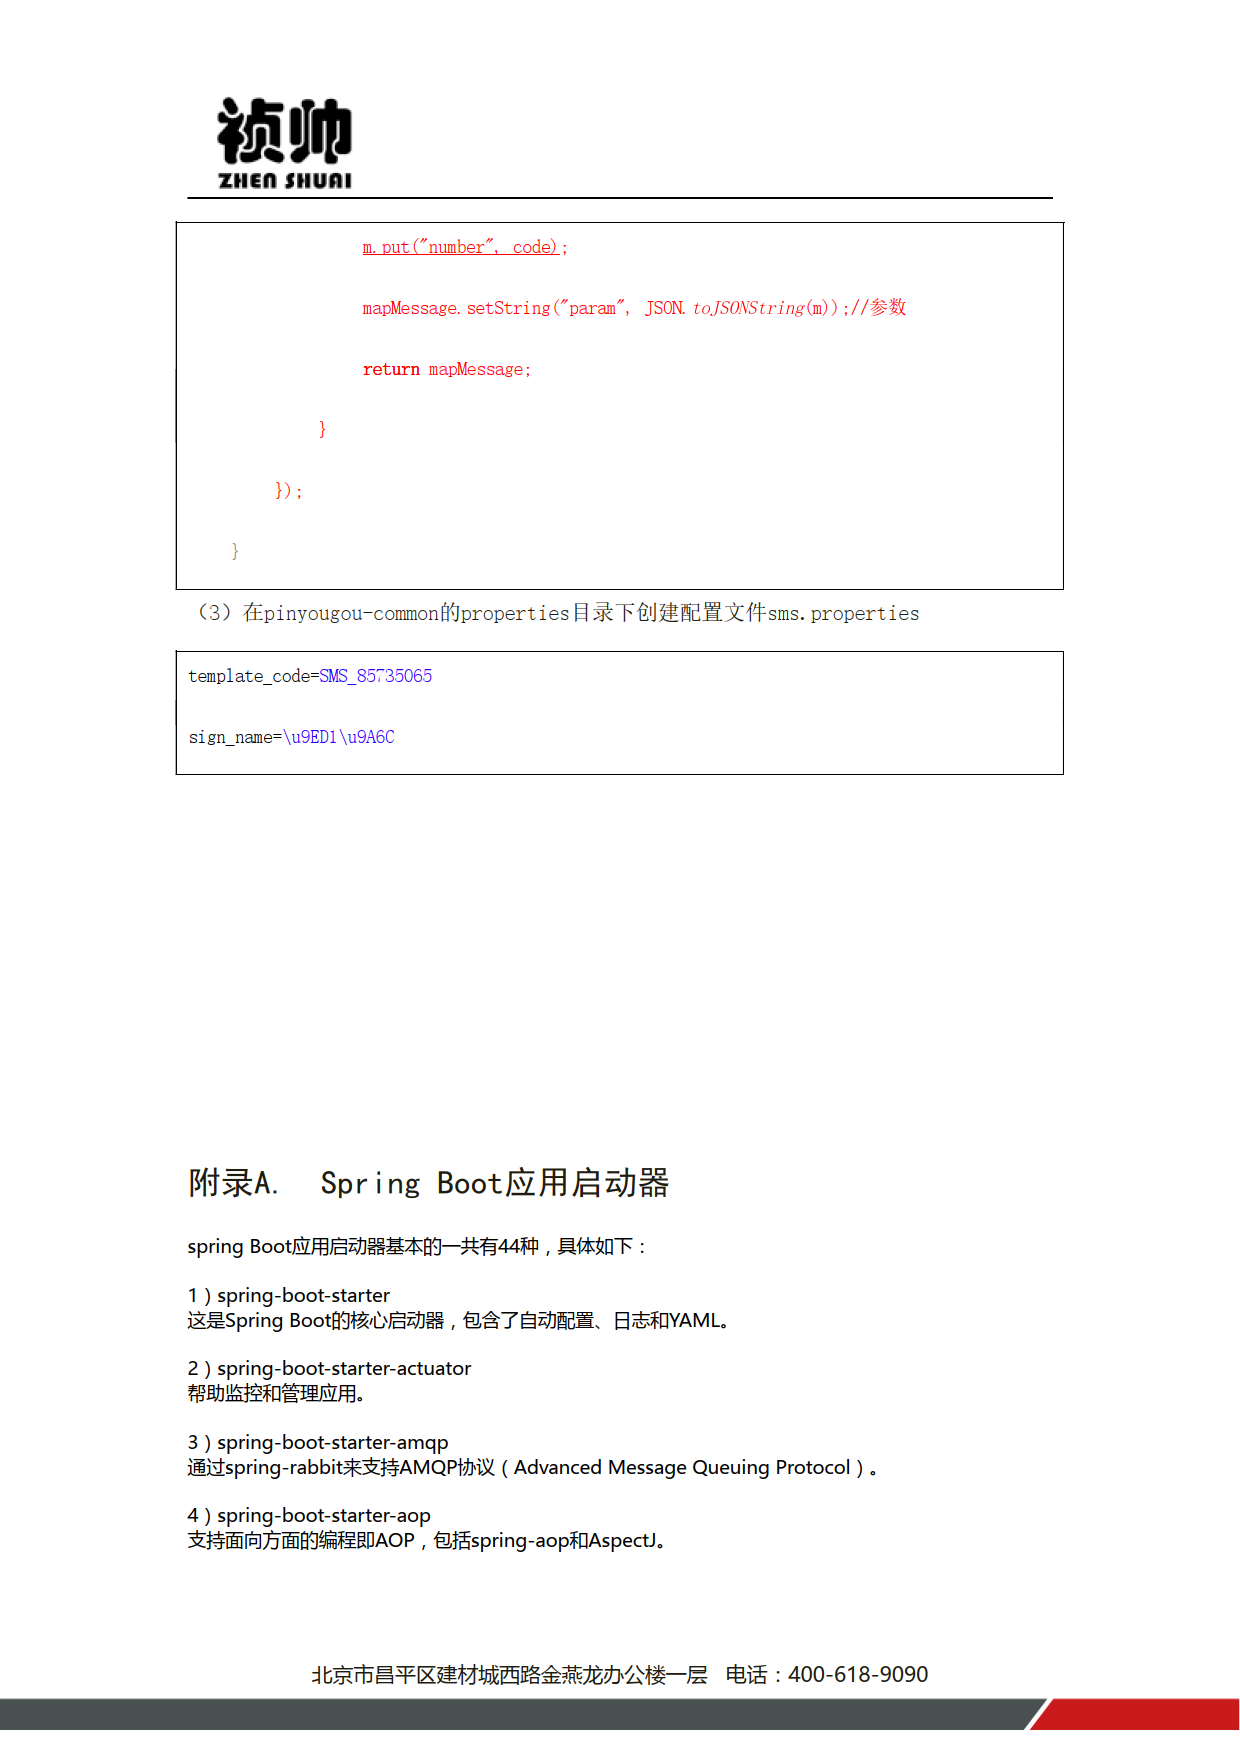 祯帅
ZHEN SHUAI
m.put("number", code);
mapMessage.setString("param", JSON.toJSONString(m));//参数
return mapMessage;
}
});
}
（3）在pinyougou-common的properties目录下创建配置文件sms.properties
template_code=SMS_85735065
sign_name=\u9ED1\u9A6C
附录A. Spring Boot应用启动器
spring Boot应用启动器基本的一共有44种，具体如下：
1）spring-boot-starter
这是Spring Boot的核心启动器，包含了自动配置、日志和YAML。
2）spring-boot-starter-actuator
帮助监控和管理应用。
3）spring-boot-starter-amqp
通过spring-rabbit来支持AMQP协议（Advanced Message Queuing Protocol）。
4）spring-boot-starter-aop
支持面向方面的编程即AOP，包括spring-aop和AspectJ。
北京市昌平区建材城西路金燕龙办公楼一层 电话：400-618-9090